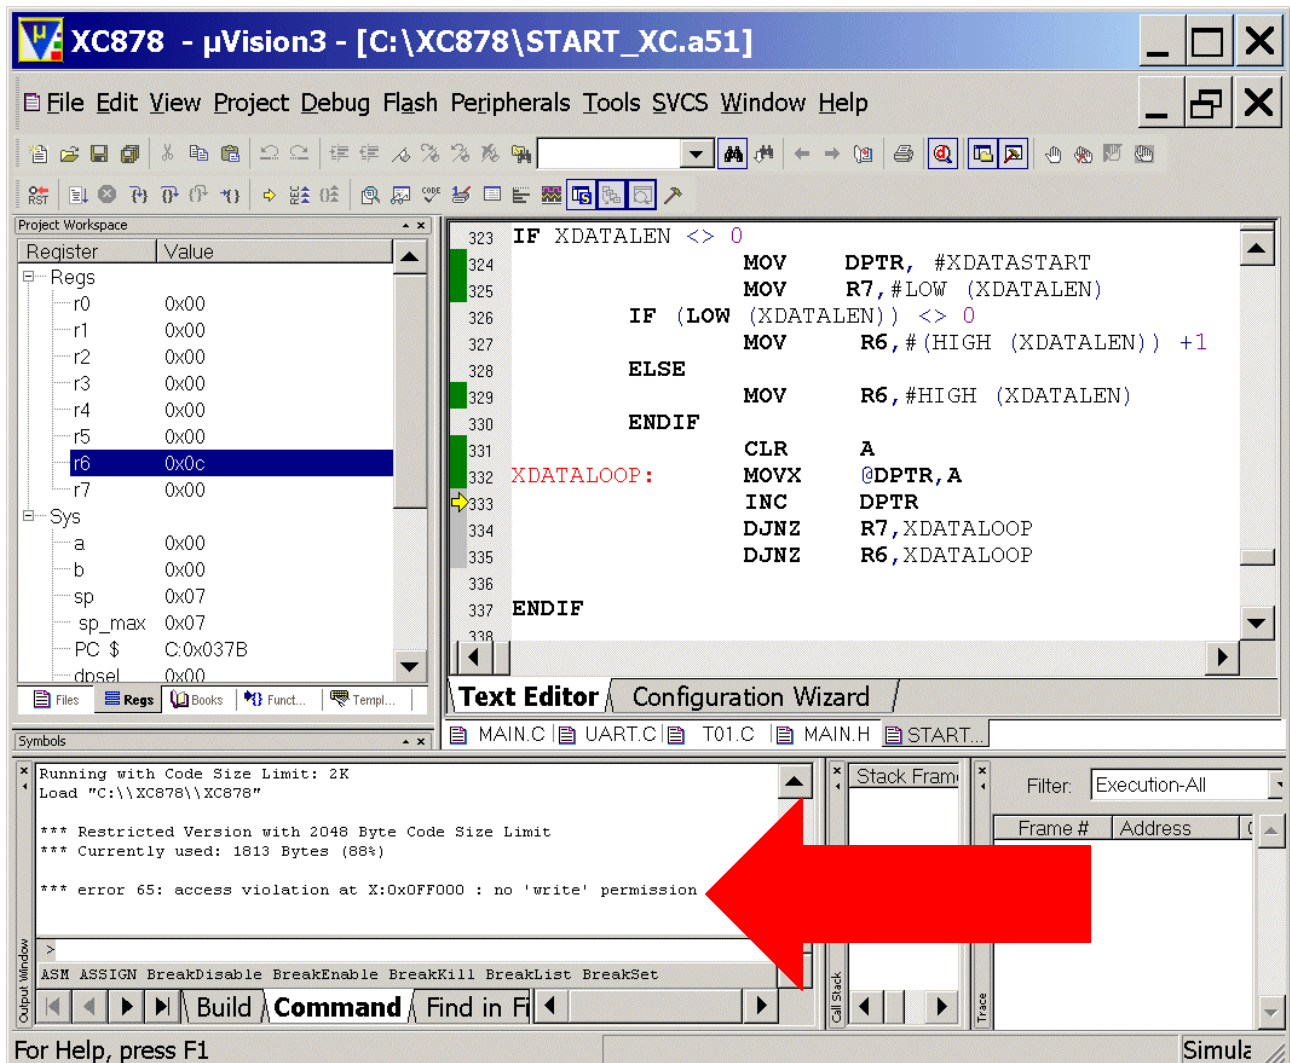 XC878 - µVision3 - [C:\XC878\START_XC.a51]
File Edit View Project Debug Flash Peripherals Tools SVCS Window Help
RST CODE
Project Workspace
Register Value
Regs
r0 0x00
r1 0x00
r2 0x00
r3 0x00
r4 0x00
r5 0x00
r6 0x0c
r7 0x00
Sys
a 0x00
b 0x00
sp 0x07
sp_max 0x07
PC $ C:0x037B
dpsel 0x00
Files Regs Books Funct... Templ...
Symbols
323 IF XDATALEN <> 0
324 MOV DPTR, #XDATASTART
325 MOV R7,#LOW (XDATALEN)
326 IF (LOW (XDATALEN)) <> 0
327 MOV R6,#(HIGH (XDATALEN)) +1
328 ELSE
329 MOV R6,#HIGH (XDATALEN)
330 ENDIF
331 CLR A
332 XDATALOOP: MOVX @DPTR,A
333 INC DPTR
334 DJNZ R7,XDATALOOP
335 DJNZ R6,XDATALOOP
336
337 ENDIF
338
Text Editor Configuration Wizard
MAIN.C UART.C T01.C MAIN.H START...
Running with Code Size Limit: 2K
Load "C:\\XC878\\XC878"
*** Restricted Version with 2048 Byte Code Size Limit
*** Currently used: 1813 Bytes (88%)
*** error 65: access violation at X:0x0FF000 : no 'write' permission
>
ASM ASSIGN BreakDisable BreakEnable BreakKill BreakList BreakSet
Build Command Find in Fi
Output Window
Stack Fram
Call Stack
Filter: Execution-All
Frame # Address
Trace
For Help, press F1
Simula